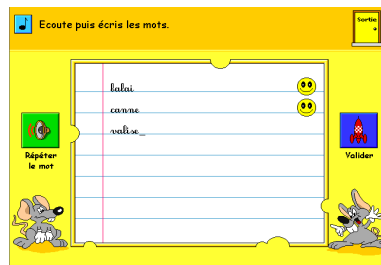 Ecoute puis écris les mots.
Sortie
balai
canne
valise_
Répéter
le mot
Valider